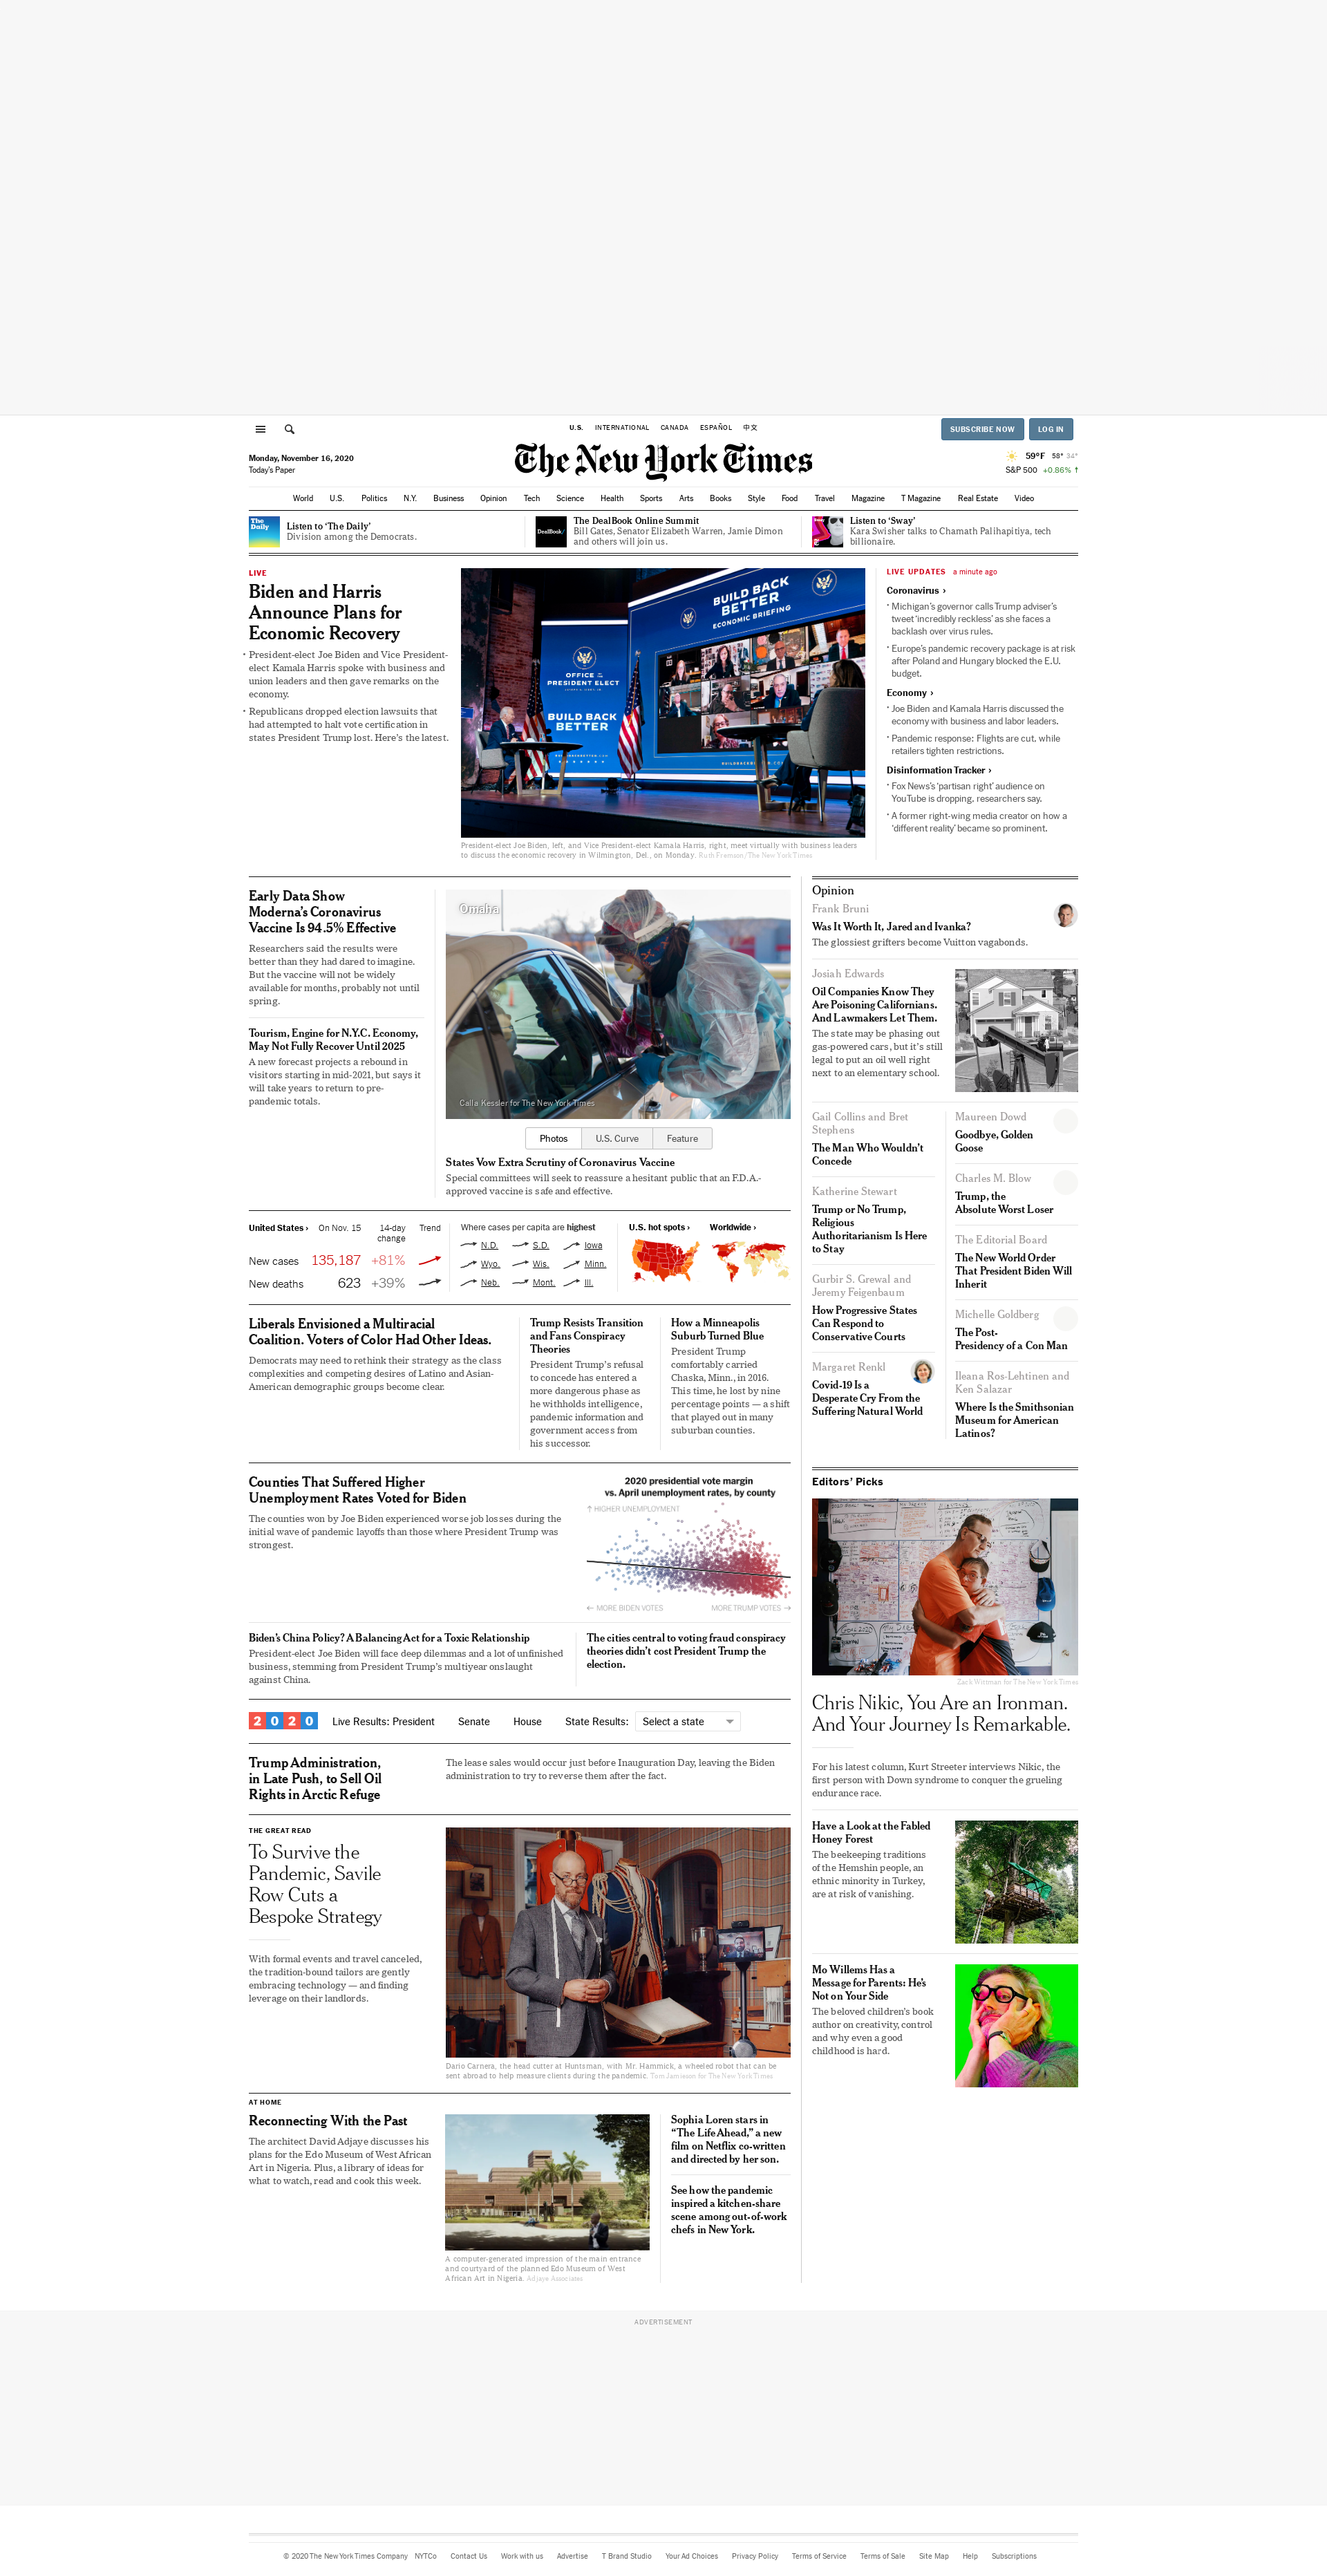 U.S. INTERNATIONAL CANADA ESPAÑOL 中文
SUBSCRIBE NOW LOG IN
Monday, November 16, 2020
Today's Paper
The New York Times
59°F 58° 34°
S&P 500 +0.86% ↑
World U.S. Politics N.Y. Business Opinion Tech Science Health Sports Arts Books Style Food Travel Magazine T Magazine Real Estate Video
The Daily
Listen to ‘The Daily’
Division among the Democrats.
DealBook/
The DealBook Online Summit
Bill Gates, Senator Elizabeth Warren, Jamie Dimon
and others will join us.
Sway
Listen to ‘Sway’
Kara Swisher talks to Chamath Palihapitiya, tech
billionaire.
LIVE
Biden and Harris
Announce Plans for
Economic Recovery
President-elect Joe Biden and Vice President-
elect Kamala Harris spoke with business and
union leaders and then gave remarks on the
economy.
Republicans dropped election lawsuits that
had attempted to halt vote certification in
states President Trump lost. Here’s the latest.
BUILD BACK
BETTER
ECONOMIC BRIEFING
OFFICE OF THE
PRESIDENT ELECT
BUILD BACK
BETTER
President-elect Joe Biden, left, and Vice President-elect Kamala Harris, right, meet virtually with business leaders
to discuss the economic recovery in Wilmington, Del., on Monday. Ruth Fremson/The New York Times
LIVE UPDATES a minute ago
Coronavirus ›
Michigan’s governor calls Trump adviser’s
tweet ‘incredibly reckless’ as she faces a
backlash over virus rules.
Europe’s pandemic recovery package is at risk
after Poland and Hungary blocked the E.U.
budget.
Economy ›
Joe Biden and Kamala Harris discussed the
economy with business and labor leaders.
Pandemic response: Flights are cut, while
retailers tighten restrictions.
Disinformation Tracker ›
Fox News’s ‘partisan right’ audience on
YouTube is dropping, researchers say.
A former right-wing media creator on how a
‘different reality’ became so prominent.
Early Data Show
Moderna’s Coronavirus
Vaccine Is 94.5% Effective
Researchers said the results were
better than they had dared to imagine.
But the vaccine will not be widely
available for months, probably not until
spring.
Tourism, Engine for N.Y.C. Economy,
May Not Fully Recover Until 2025
A new forecast projects a rebound in
visitors starting in mid-2021, but says it
will take years to return to pre-
pandemic totals.
Omaha
Calla Kessler for The New York Times
Photos U.S. Curve Feature
States Vow Extra Scrutiny of Coronavirus Vaccine
Special committees will seek to reassure a hesitant public that an F.D.A.-
approved vaccine is safe and effective.
United States › On Nov. 15 14-day change Trend
New cases 135,187 +81%
New deaths 623 +39%
Where cases per capita are highest
N.D. S.D. Iowa
Wyo. Wis. Minn.
Neb. Mont. Ill.
U.S. hot spots › Worldwide ›
Liberals Envisioned a Multiracial
Coalition. Voters of Color Had Other Ideas.
Democrats may need to rethink their strategy as the class
complexities and competing desires of Latino and Asian-
American demographic groups become clear.
Trump Resists Transition
and Fans Conspiracy
Theories
President Trump’s refusal
to concede has entered a
more dangerous phase as
he withholds intelligence,
pandemic information and
government access from
his successor.
How a Minneapolis
Suburb Turned Blue
President Trump
comfortably carried
Chaska, Minn., in 2016.
This time, he lost by nine
percentage points — a shift
that played out in many
suburban counties.
Counties That Suffered Higher
Unemployment Rates Voted for Biden
The counties won by Joe Biden experienced worse job losses during the
initial wave of pandemic layoffs than those where President Trump was
strongest.
2020 presidential vote margin
vs. April unemployment rates, by county
↑ HIGHER UNEMPLOYMENT
← MORE BIDEN VOTES MORE TRUMP VOTES →
Biden’s China Policy? A Balancing Act for a Toxic Relationship
President-elect Joe Biden will face deep dilemmas and a lot of unfinished
business, stemming from President Trump’s multiyear onslaught
against China.
The cities central to voting fraud conspiracy
theories didn’t cost President Trump the
election.
2020 Live Results: President Senate House State Results: Select a state
Trump Administration,
in Late Push, to Sell Oil
Rights in Arctic Refuge
The lease sales would occur just before Inauguration Day, leaving the Biden
administration to try to reverse them after the fact.
THE GREAT READ
To Survive the
Pandemic, Savile
Row Cuts a
Bespoke Strategy
With formal events and travel canceled,
the tradition-bound tailors are gently
embracing technology — and finding
leverage on their landlords.
Dario Carnera, the head cutter at Huntsman, with Mr. Hammick, a wheeled robot that can be
sent abroad to help measure clients during the pandemic. Tom Jamieson for The New York Times
AT HOME
Reconnecting With the Past
The architect David Adjaye discusses his
plans for the Edo Museum of West African
Art in Nigeria. Plus, a library of ideas for
what to watch, read and cook this week.
A computer-generated impression of the main entrance
and courtyard of the planned Edo Museum of West
African Art in Nigeria. Adjaye Associates
Sophia Loren stars in
“The Life Ahead,” a new
film on Netflix co-written
and directed by her son.
See how the pandemic
inspired a kitchen-share
scene among out-of-work
chefs in New York.
Opinion
Frank Bruni
Was It Worth It, Jared and Ivanka?
The glossiest grifters become Vuitton vagabonds.
Josiah Edwards
Oil Companies Know They
Are Poisoning Californians.
And Lawmakers Let Them.
The state may be phasing out
gas-powered cars, but it’s still
legal to put an oil well right
next to an elementary school.
Gail Collins and Bret
Stephens
The Man Who Wouldn’t
Concede
Katherine Stewart
Trump or No Trump,
Religious
Authoritarianism Is Here
to Stay
Gurbir S. Grewal and
Jeremy Feigenbaum
How Progressive States
Can Respond to
Conservative Courts
Margaret Renkl
Covid-19 Is a
Desperate Cry From the
Suffering Natural World
Maureen Dowd
Goodbye, Golden
Goose
Charles M. Blow
Trump, the
Absolute Worst Loser
The Editorial Board
The New World Order
That President Biden Will
Inherit
Michelle Goldberg
The Post-
Presidency of a Con Man
Ileana Ros-Lehtinen and
Ken Salazar
Where Is the Smithsonian
Museum for American
Latinos?
Editors’ Picks
Zack Wittman for The New York Times
Chris Nikic, You Are an Ironman.
And Your Journey Is Remarkable.
For his latest column, Kurt Streeter interviews Nikic, the
first person with Down syndrome to conquer the grueling
endurance race.
Have a Look at the Fabled
Honey Forest
The beekeeping traditions
of the Hemshin people, an
ethnic minority in Turkey,
are at risk of vanishing.
Mo Willems Has a
Message for Parents: He’s
Not on Your Side
The beloved children’s book
author on creativity, control
and why even a good
childhood is hard.
ADVERTISEMENT
© 2020 The New York Times Company NYTCo Contact Us Work with us Advertise T Brand Studio Your Ad Choices Privacy Policy Terms of Service Terms of Sale Site Map Help Subscriptions